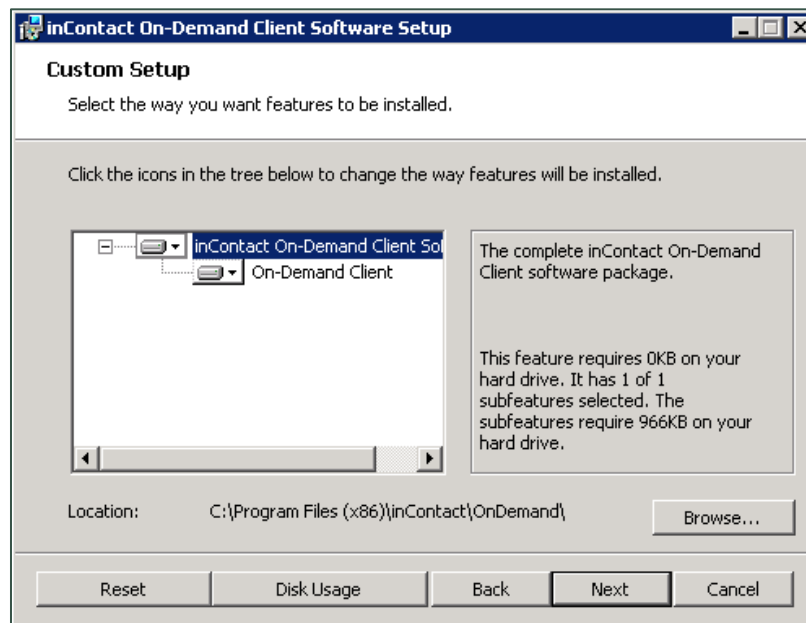 inContact On-Demand Client Software Setup
Custom Setup
Select the way you want features to be installed.
Click the icons in the tree below to change the way features will be installed.
inContact On-Demand Client Sol
On-Demand Client
The complete inContact On-Demand
Client software package.
This feature requires 0KB on your
hard drive. It has 1 of 1
subfeatures selected. The
subfeatures require 966KB on your
hard drive.
Location: C:\Program Files (x86)\inContact\OnDemand\
Browse...
Reset Disk Usage Back Next Cancel